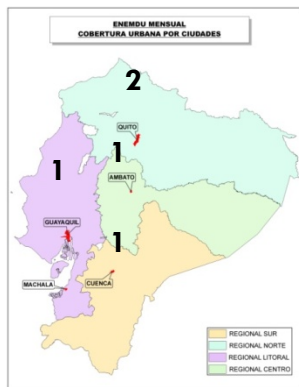 ENEMDU MENSUAL
COBERTURA URBANA POR CIUDADES
2
QUITO
1
1
AMBATO
GUAYAQUIL
1
MACHALA
CUENCA
REGIONAL SUR
REGIONAL NORTE
REGIONAL LITORAL
REGIONAL CENTRO